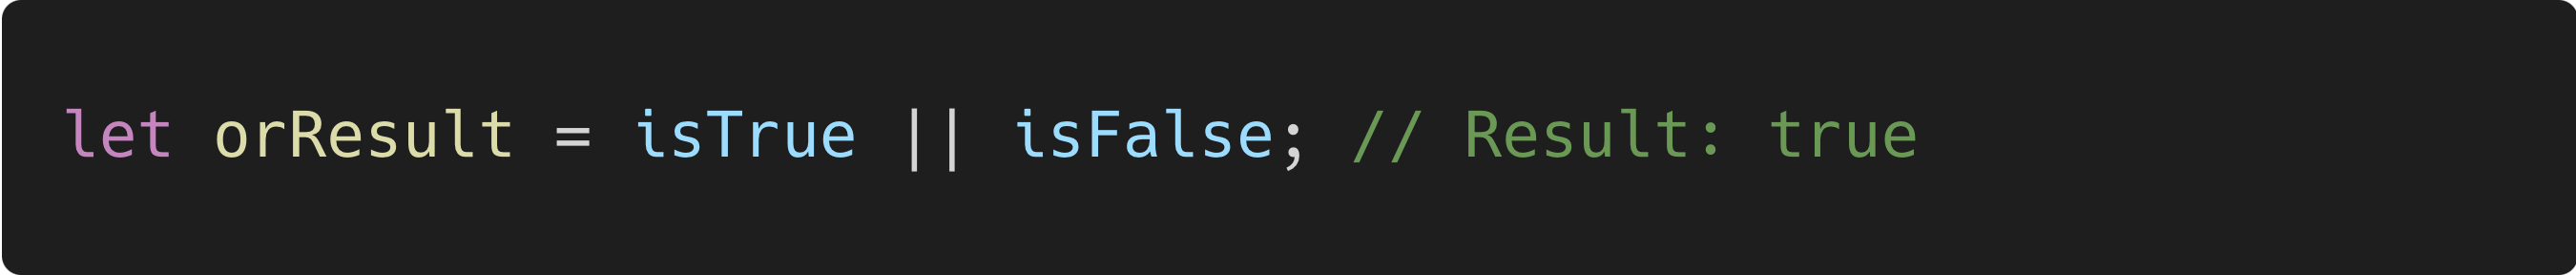 let orResult = isTrue || isFalse; // Result: true